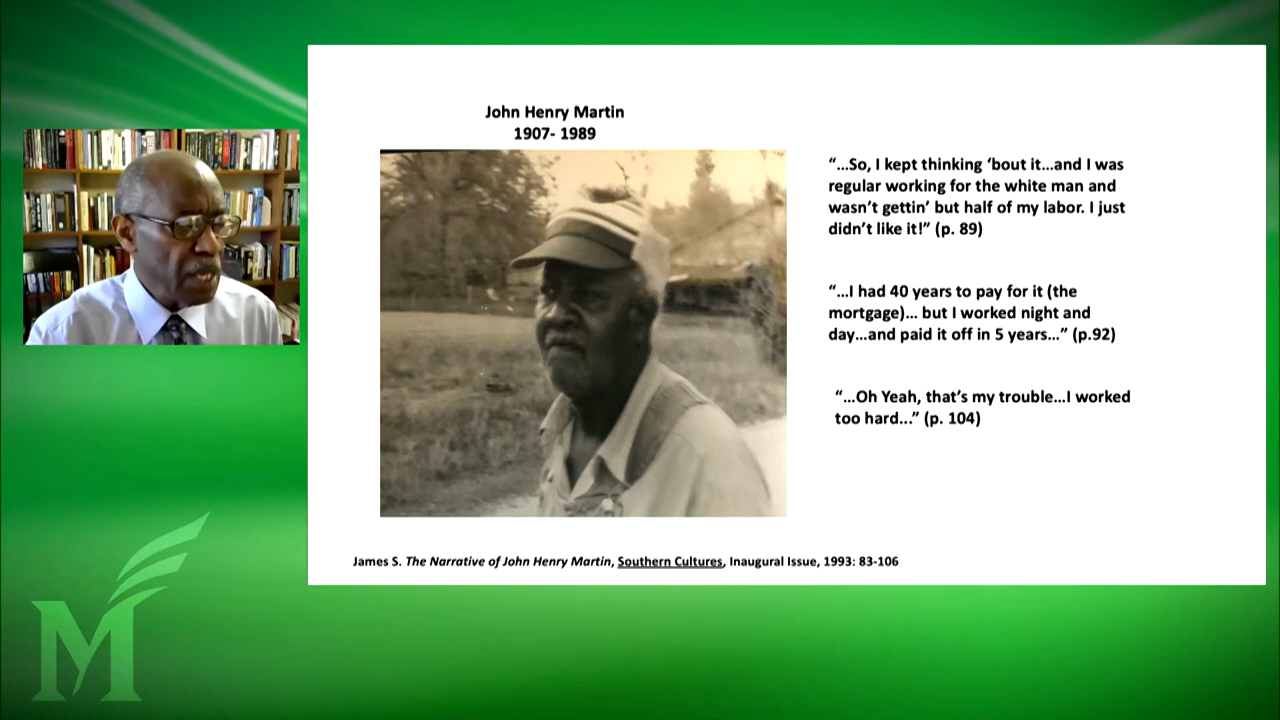 John Henry Martin
1907- 1989
“...So, I kept thinking ‘bout it...and I was
regular working for the white man and
wasn’t gettin’ but half of my labor. I just
didn’t like it!” (p. 89)
“...I had 40 years to pay for it (the
mortgage)... but I worked night and
day...and paid it off in 5 years...” (p.92)
“...Oh Yeah, that’s my trouble...I worked
too hard...” (p. 104)
James S. The Narrative of John Henry Martin, Southern Cultures, Inaugural Issue, 1993: 83-106
M